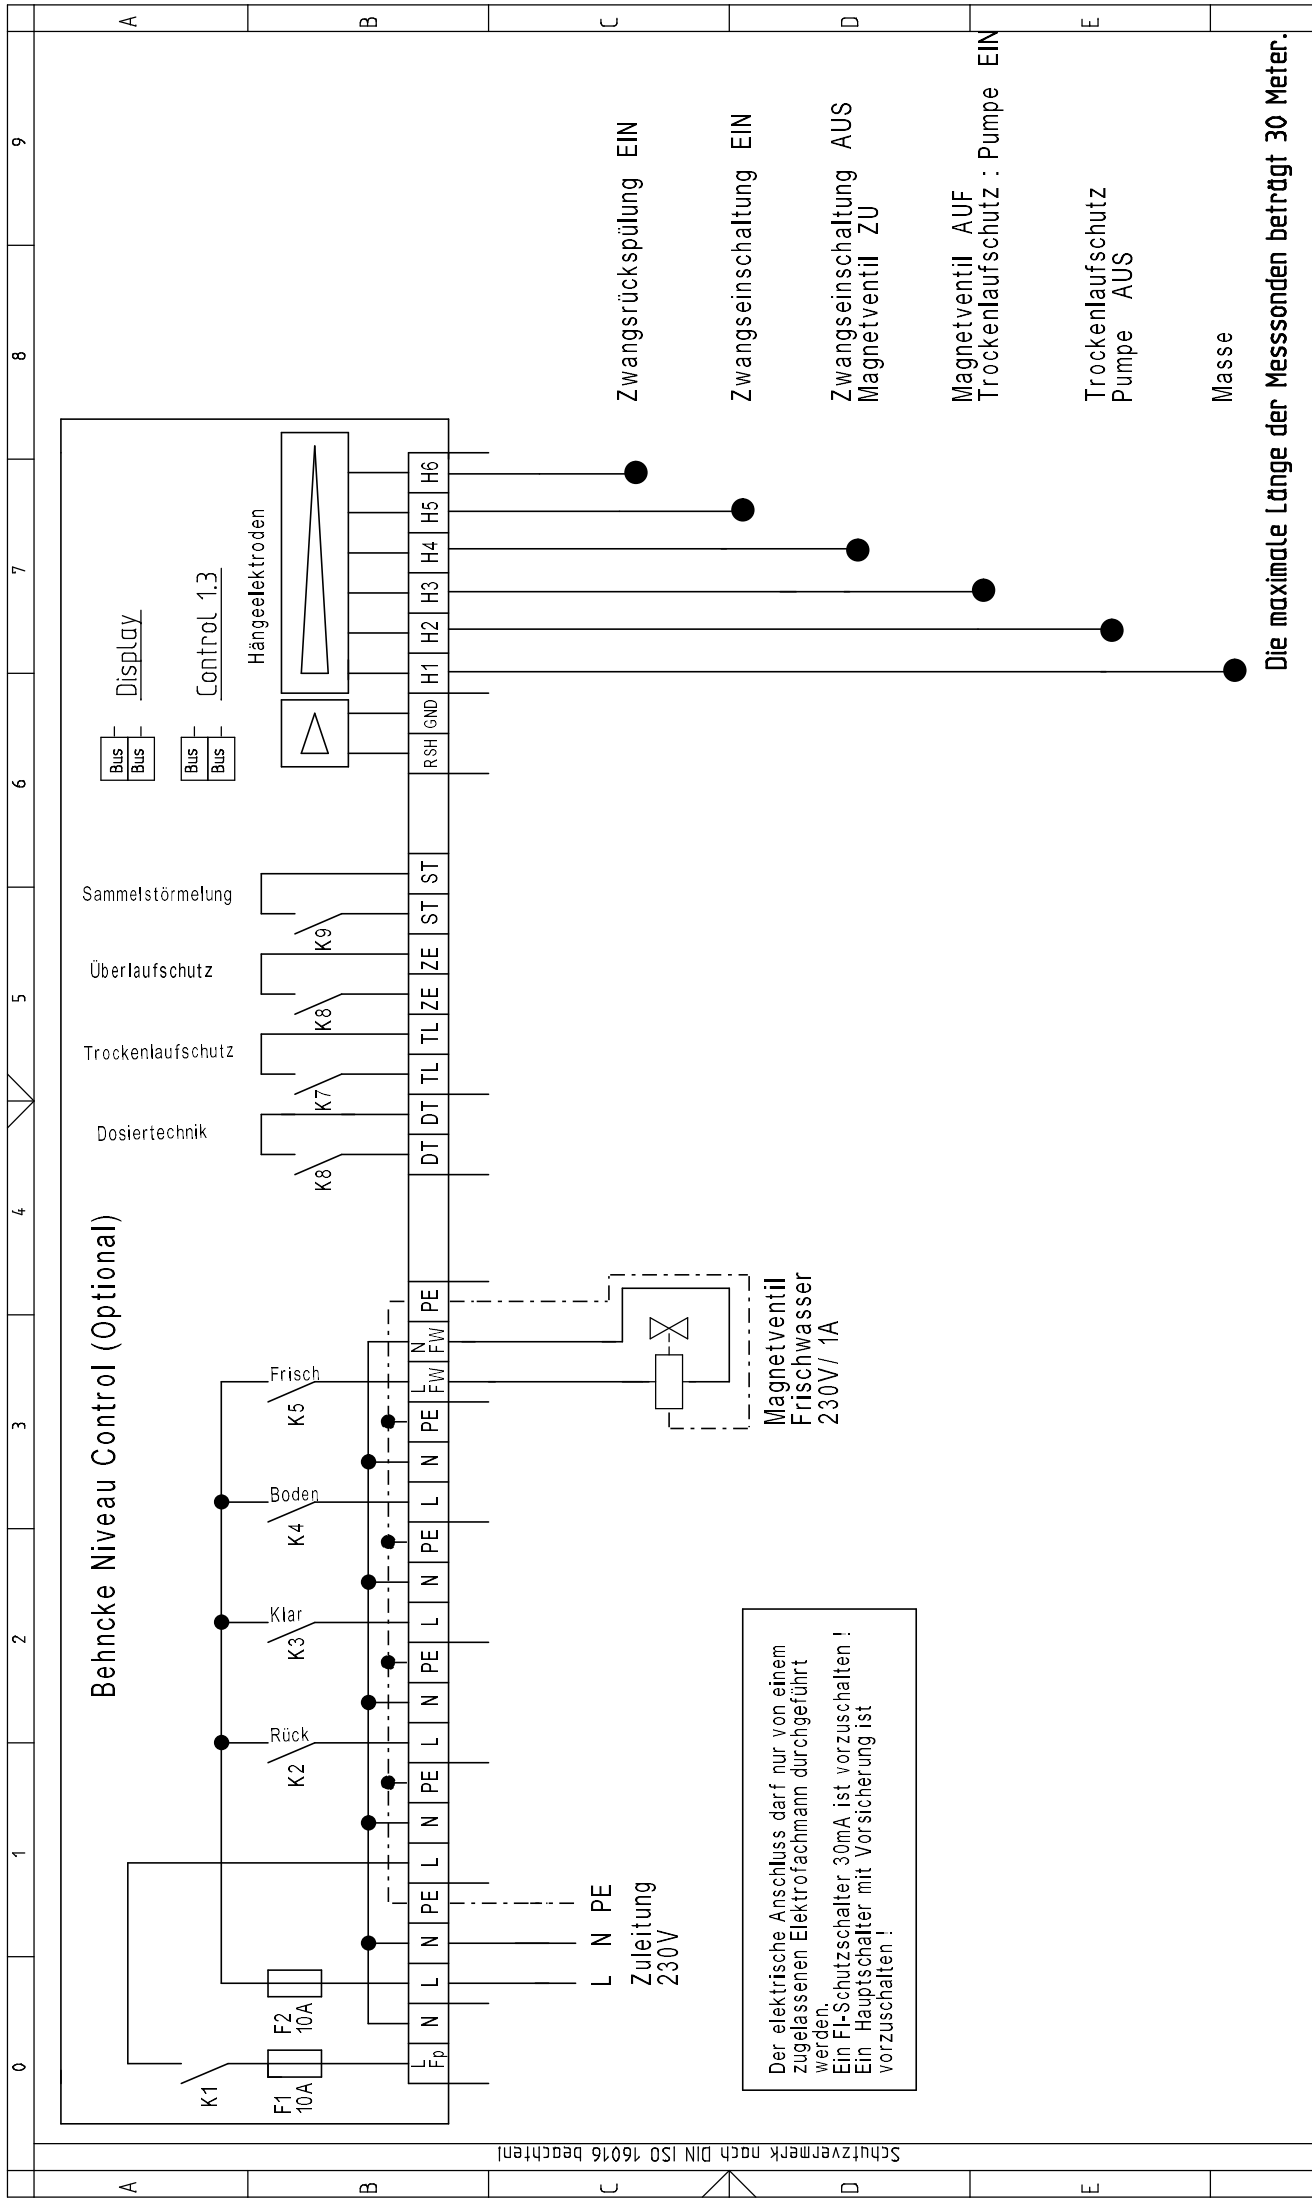 0 1 2 3 4 5 6 7 8 9
A
B
C
D
E
A
B
C
D
E
Schutzvermerk nach DIN ISO 16016 beachten!
Behncke Niveau Control (Optional)
Dosiertechnik
Trockenlaufschutz
Überlaufschutz
Sammelstörmelung
Bus
Bus
Display
Bus
Bus
Control 1.3
Hängeelektroden
K1
F1
10A
F2
10A
K2
Rück
K3
Klar
K4
Boden
K5
Frisch
K8
K7
K8
K9
L
Fp
N
L
N
PE
L
N
PE
L
N
PE
L
N
PE
L
N
PE
L
FW
N
FW
PE
DT
DT
TL
TL
ZE
ZE
ST
ST
RSH
GND
H1
H2
H3
H4
H5
H6
L N PE
Zuleitung
230V
Magnetventil
Frischwasser
230V/ 1A
Zwangsrückspülung EIN
Zwangseinschaltung EIN
Zwangseinschaltung AUS
Magnetventil ZU
Magnetventil AUF
Trockenlaufschutz : Pumpe EIN
Trockenlaufschutz
Pumpe AUS
Masse
Die maximale Länge der Messsonden beträgt 30 Meter.
Der elektrische Anschluss darf nur von einem
zugelassenen Elektrofachmann durchgeführt
werden.
Ein FI-Schutzschalter 30mA ist vorzuschalten !
Ein Hauptschalter mit Vorsicherung ist
vorzuschalten !